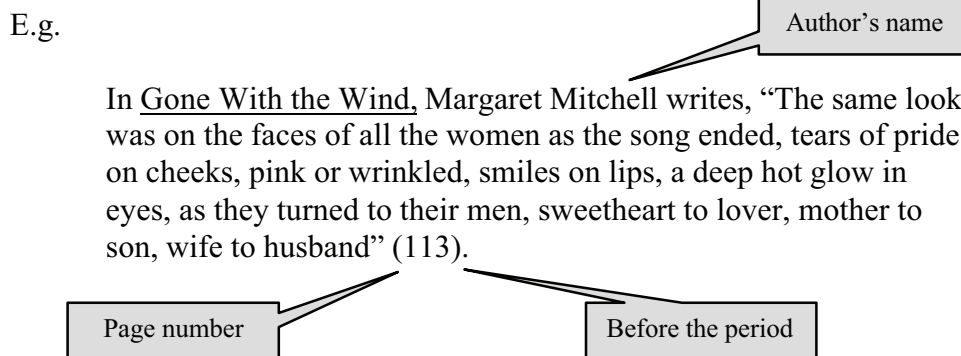 E.g.
Author’s name
In Gone With the Wind, Margaret Mitchell writes, “The same look
was on the faces of all the women as the song ended, tears of pride
on cheeks, pink or wrinkled, smiles on lips, a deep hot glow in
eyes, as they turned to their men, sweetheart to lover, mother to
son, wife to husband” (113).
Page number
Before the period